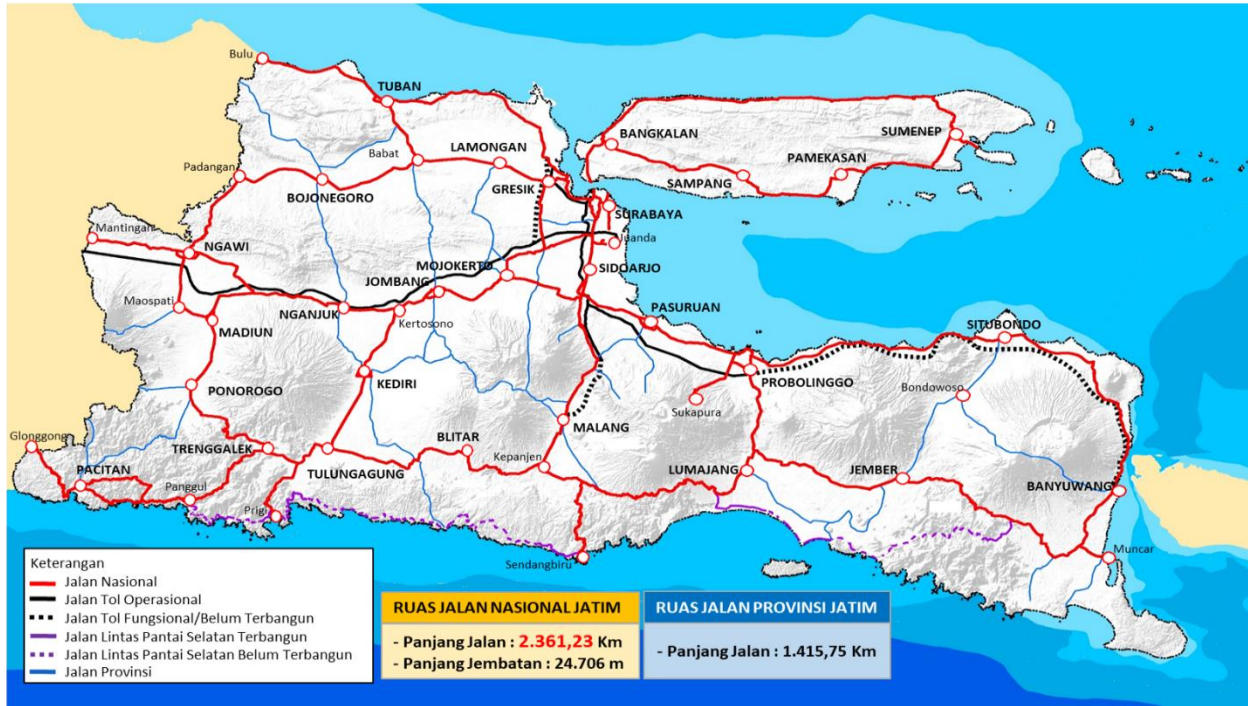 Bulu
TUBAN
BANGKALAN
SUMENEP
LAMONGAN
Babat
PAMEKASAN
Padangan
SAMPANG
GRESIK
BOJONEGORO
SURABAYA
Mantingan
Juanda
NGAWI
MOJOKERTO
SIDOARJO
JOMBANG
Maospati
PASURUAN
NGANJUK
Kertosono
SITUBONDO
MADIUN
KEDIRI
PROBOLINGGO
PONOROGO
Bondowoso
Sukapura
MALANG
Glonggong
BLITAR
TRENGGALEK
Kepanjen
TULUNGAGUNG
LUMAJANG
JEMBER
PACITAN
Panggul
BANYUWANG
Prigi
Sendangbiru
Muncar
Keterangan
Jalan Nasional
Jalan Tol Operasional
Jalan Tol Fungsional/Belum Terbangun
Jalan Lintas Pantai Selatan Terbangun
Jalan Lintas Pantai Selatan Belum Terbangun
Jalan Provinsi
RUAS JALAN NASIONAL JATIM
- Panjang Jalan : 2.361,23 Km
- Panjang Jembatan : 24.706 m
RUAS JALAN PROVINSI JATIM
- Panjang Jalan : 1.415,75 Km